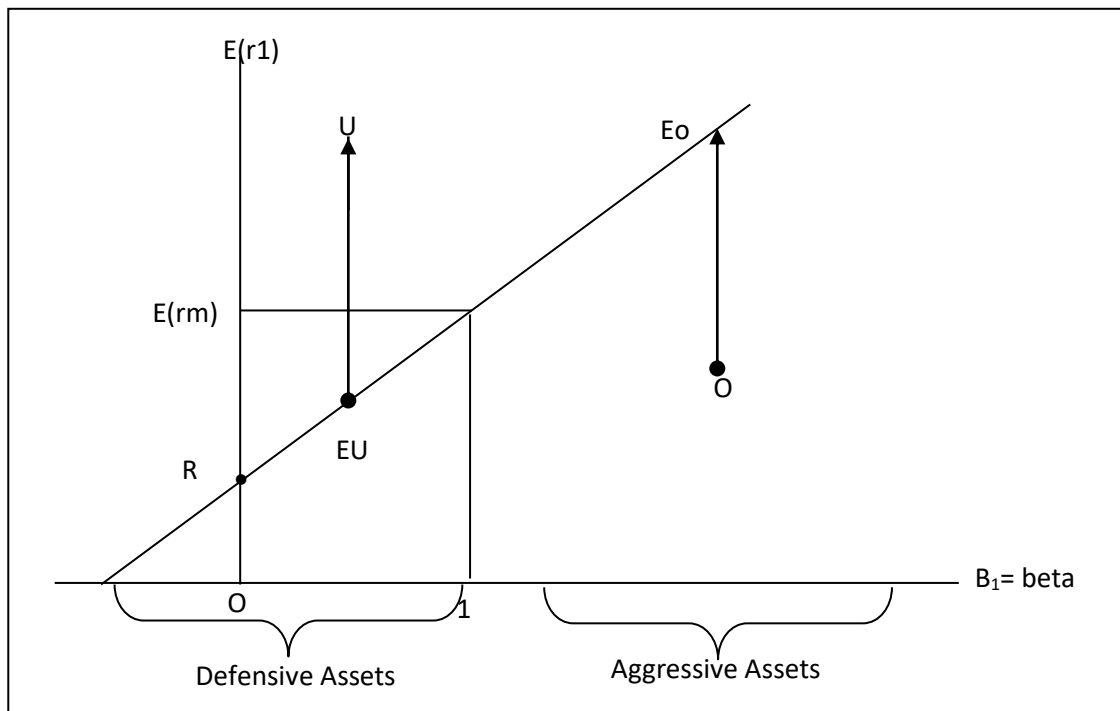 E(r1)
U
Eo
E(rm)
O
EU
R
B₁= beta
O
1
Defensive Assets
Aggressive Assets